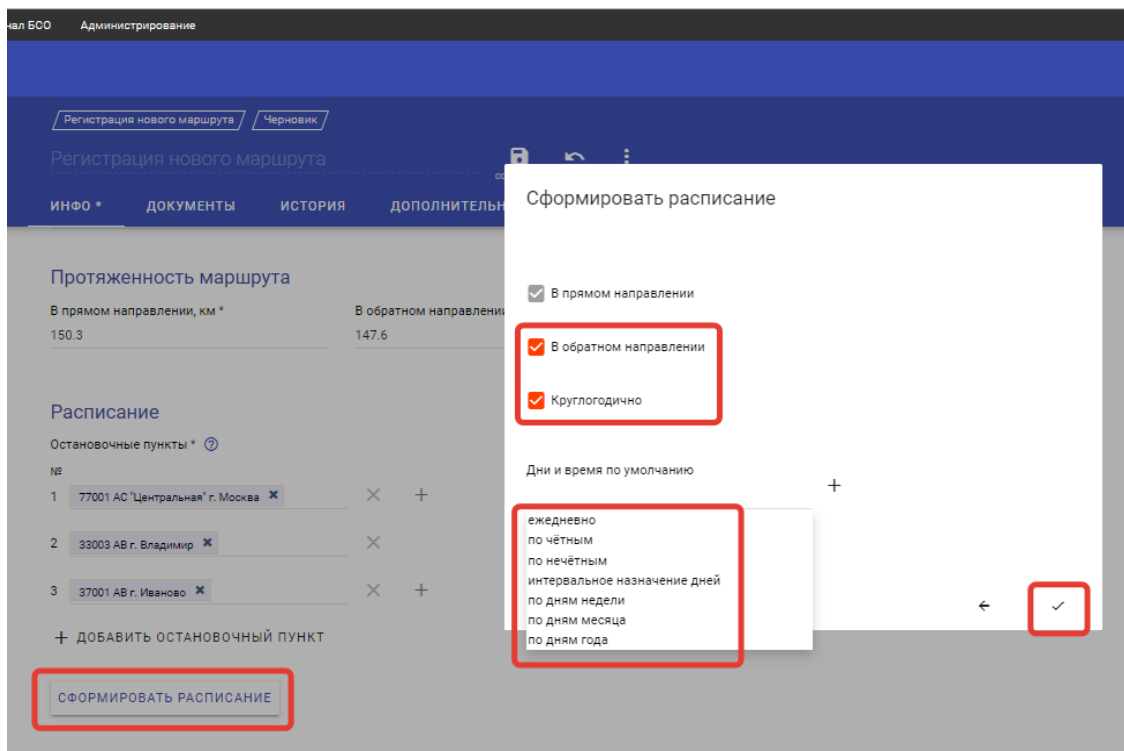 Администрирование
Регистрация нового маршрута / Черновик
Регистрация нового маршрута
ИНФО * ДОКУМЕНТЫ ИСТОРИЯ ДОПОЛНИТЕЛЬН
Протяженность маршрута
В прямом направлении, км *
В обратном направлении
150.3
147.6
Расписание
Остановочные пункты *
№
1 77001 АС "Центральная" г. Москва
2 33003 АВ г. Владимир
3 37001 АВ г. Иваново
+ ДОБАВИТЬ ОСТАНОВОЧНЫЙ ПУНКТ
СФОРМИРОВАТЬ РАСПИСАНИЕ
Сформировать расписание
В прямом направлении
В обратном направлении
Круглогодично
Дни и время по умолчанию
ежедневно
по чётным
по нечётным
интервальное назначение дней
по дням недели
по дням месяца
по дням года